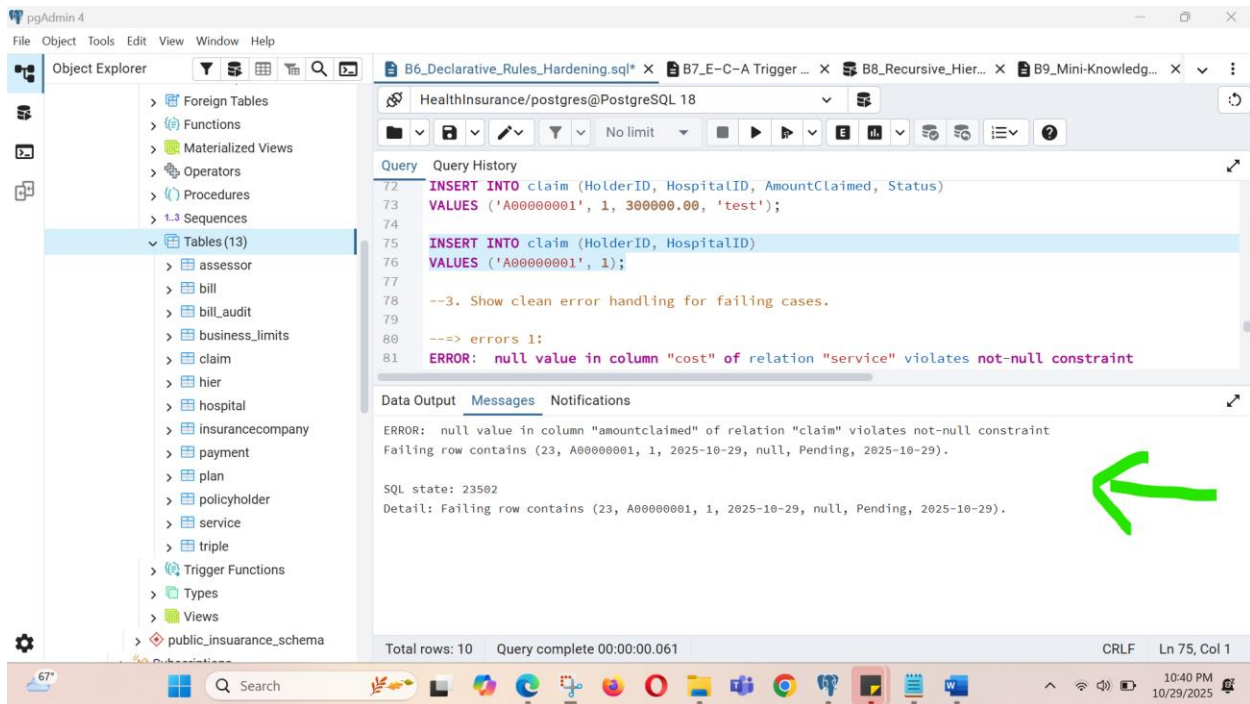 pgAdmin 4
File Object Tools Edit View Window Help
Object Explorer
B6_Declarative_Rules_Hardening.sql*
B7_E-C-A Trigger ...
B8_Recursive_Hier...
B9_Mini-Knowledg...
HealthInsurance/postgres@PostgreSQL 18
No limit
Query Query History
72 INSERT INTO claim (HolderID, HospitalID, AmountClaimed, Status)
73 VALUES ('A00000001', 1, 300000.00, 'test');
74
75 INSERT INTO claim (HolderID, HospitalID)
76 VALUES ('A00000001', 1);
77
78 --3. Show clean error handling for failing cases.
79
80 --=> errors 1:
81 ERROR: null value in column "cost" of relation "service" violates not-null constraint
Foreign Tables
Functions
Materialized Views
Operators
Procedures
1..3 Sequences
Tables (13)
assessor
bill
bill_audit
business_limits
claim
hier
hospital
insurancecompany
payment
plan
policyholder
service
triple
Trigger Functions
Types
Views
public_insuarance_schema
Data Output Messages Notifications
ERROR: null value in column "amountclaimed" of relation "claim" violates not-null constraint
Failing row contains (23, A00000001, 1, 2025-10-29, null, Pending, 2025-10-29).
SQL state: 23502
Detail: Failing row contains (23, A00000001, 1, 2025-10-29, null, Pending, 2025-10-29).
Total rows: 10 Query complete 00:00:00.061 CRLF Ln 75, Col 1
67°
Search
10:40 PM
10/29/2025